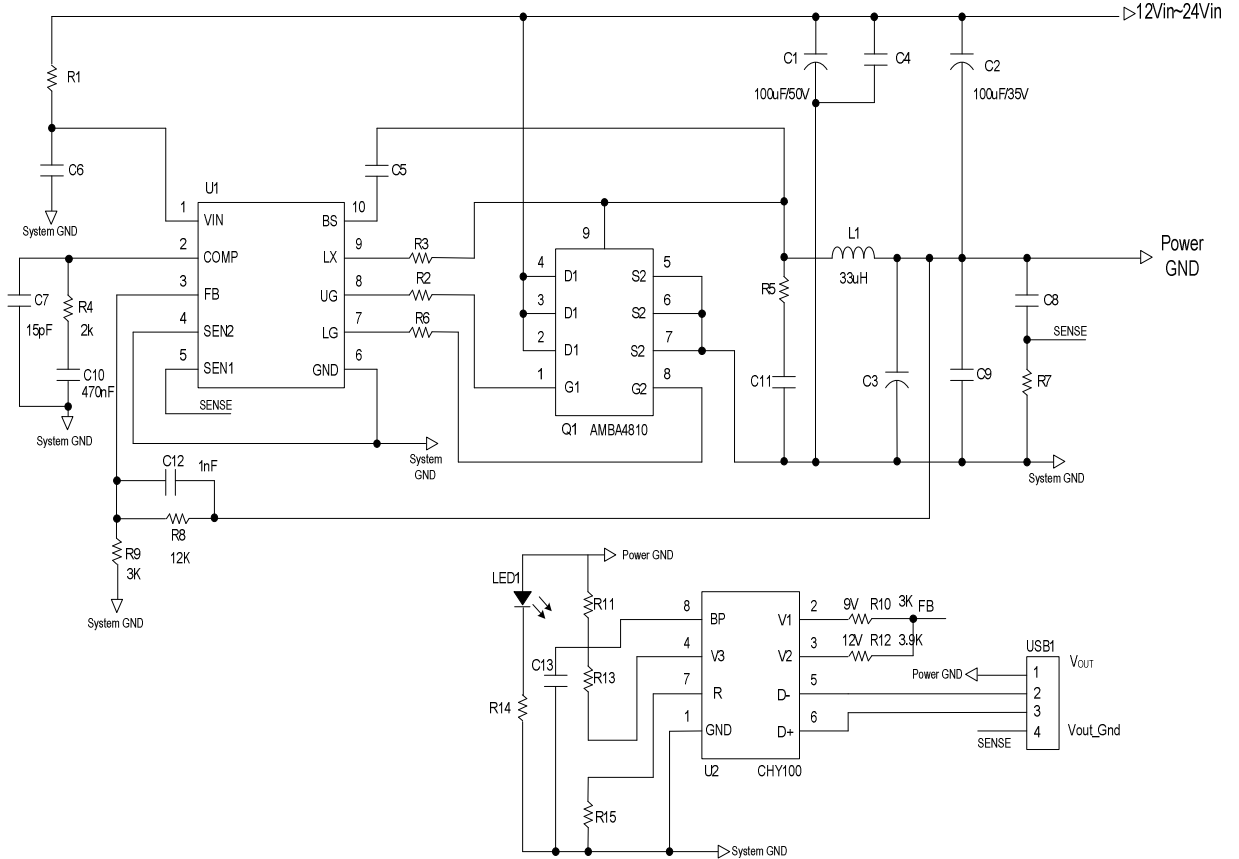 12Vin~24Vin
R1
C1
C4
C2
100uF/50V
100uF/35V
C6
C5
System GND
U1
1
VIN
BS
10
2
COMP
LX
9
R3
3
FB
UG
8
R2
4
SEN2
LG
7
R6
5
SEN1
GND
6
SENSE
C7
15pF
R4
2k
C10
470nF
System GND
System GND
9
4
D1
S2
5
3
D1
S2
6
2
D1
S2
7
1
G1
G2
8
Q1
AMBA4810
L1
33uH
Power GND
R5
C11
C3
C9
C8
SENSE
R7
System GND
C12
1nF
R8
12K
R9
3K
System GND
Power GND
LED1
R11
C13
R13
R14
R15
8
BP
V1
2
9V
R10
3K
FB
4
V3
V2
3
12V
R12
3.9K
7
R
D-
5
1
GND
D+
6
U2
CHY100
USB1
Power GND
1
VOUT
2
3
4
Vout_Gnd
SENSE
System GND